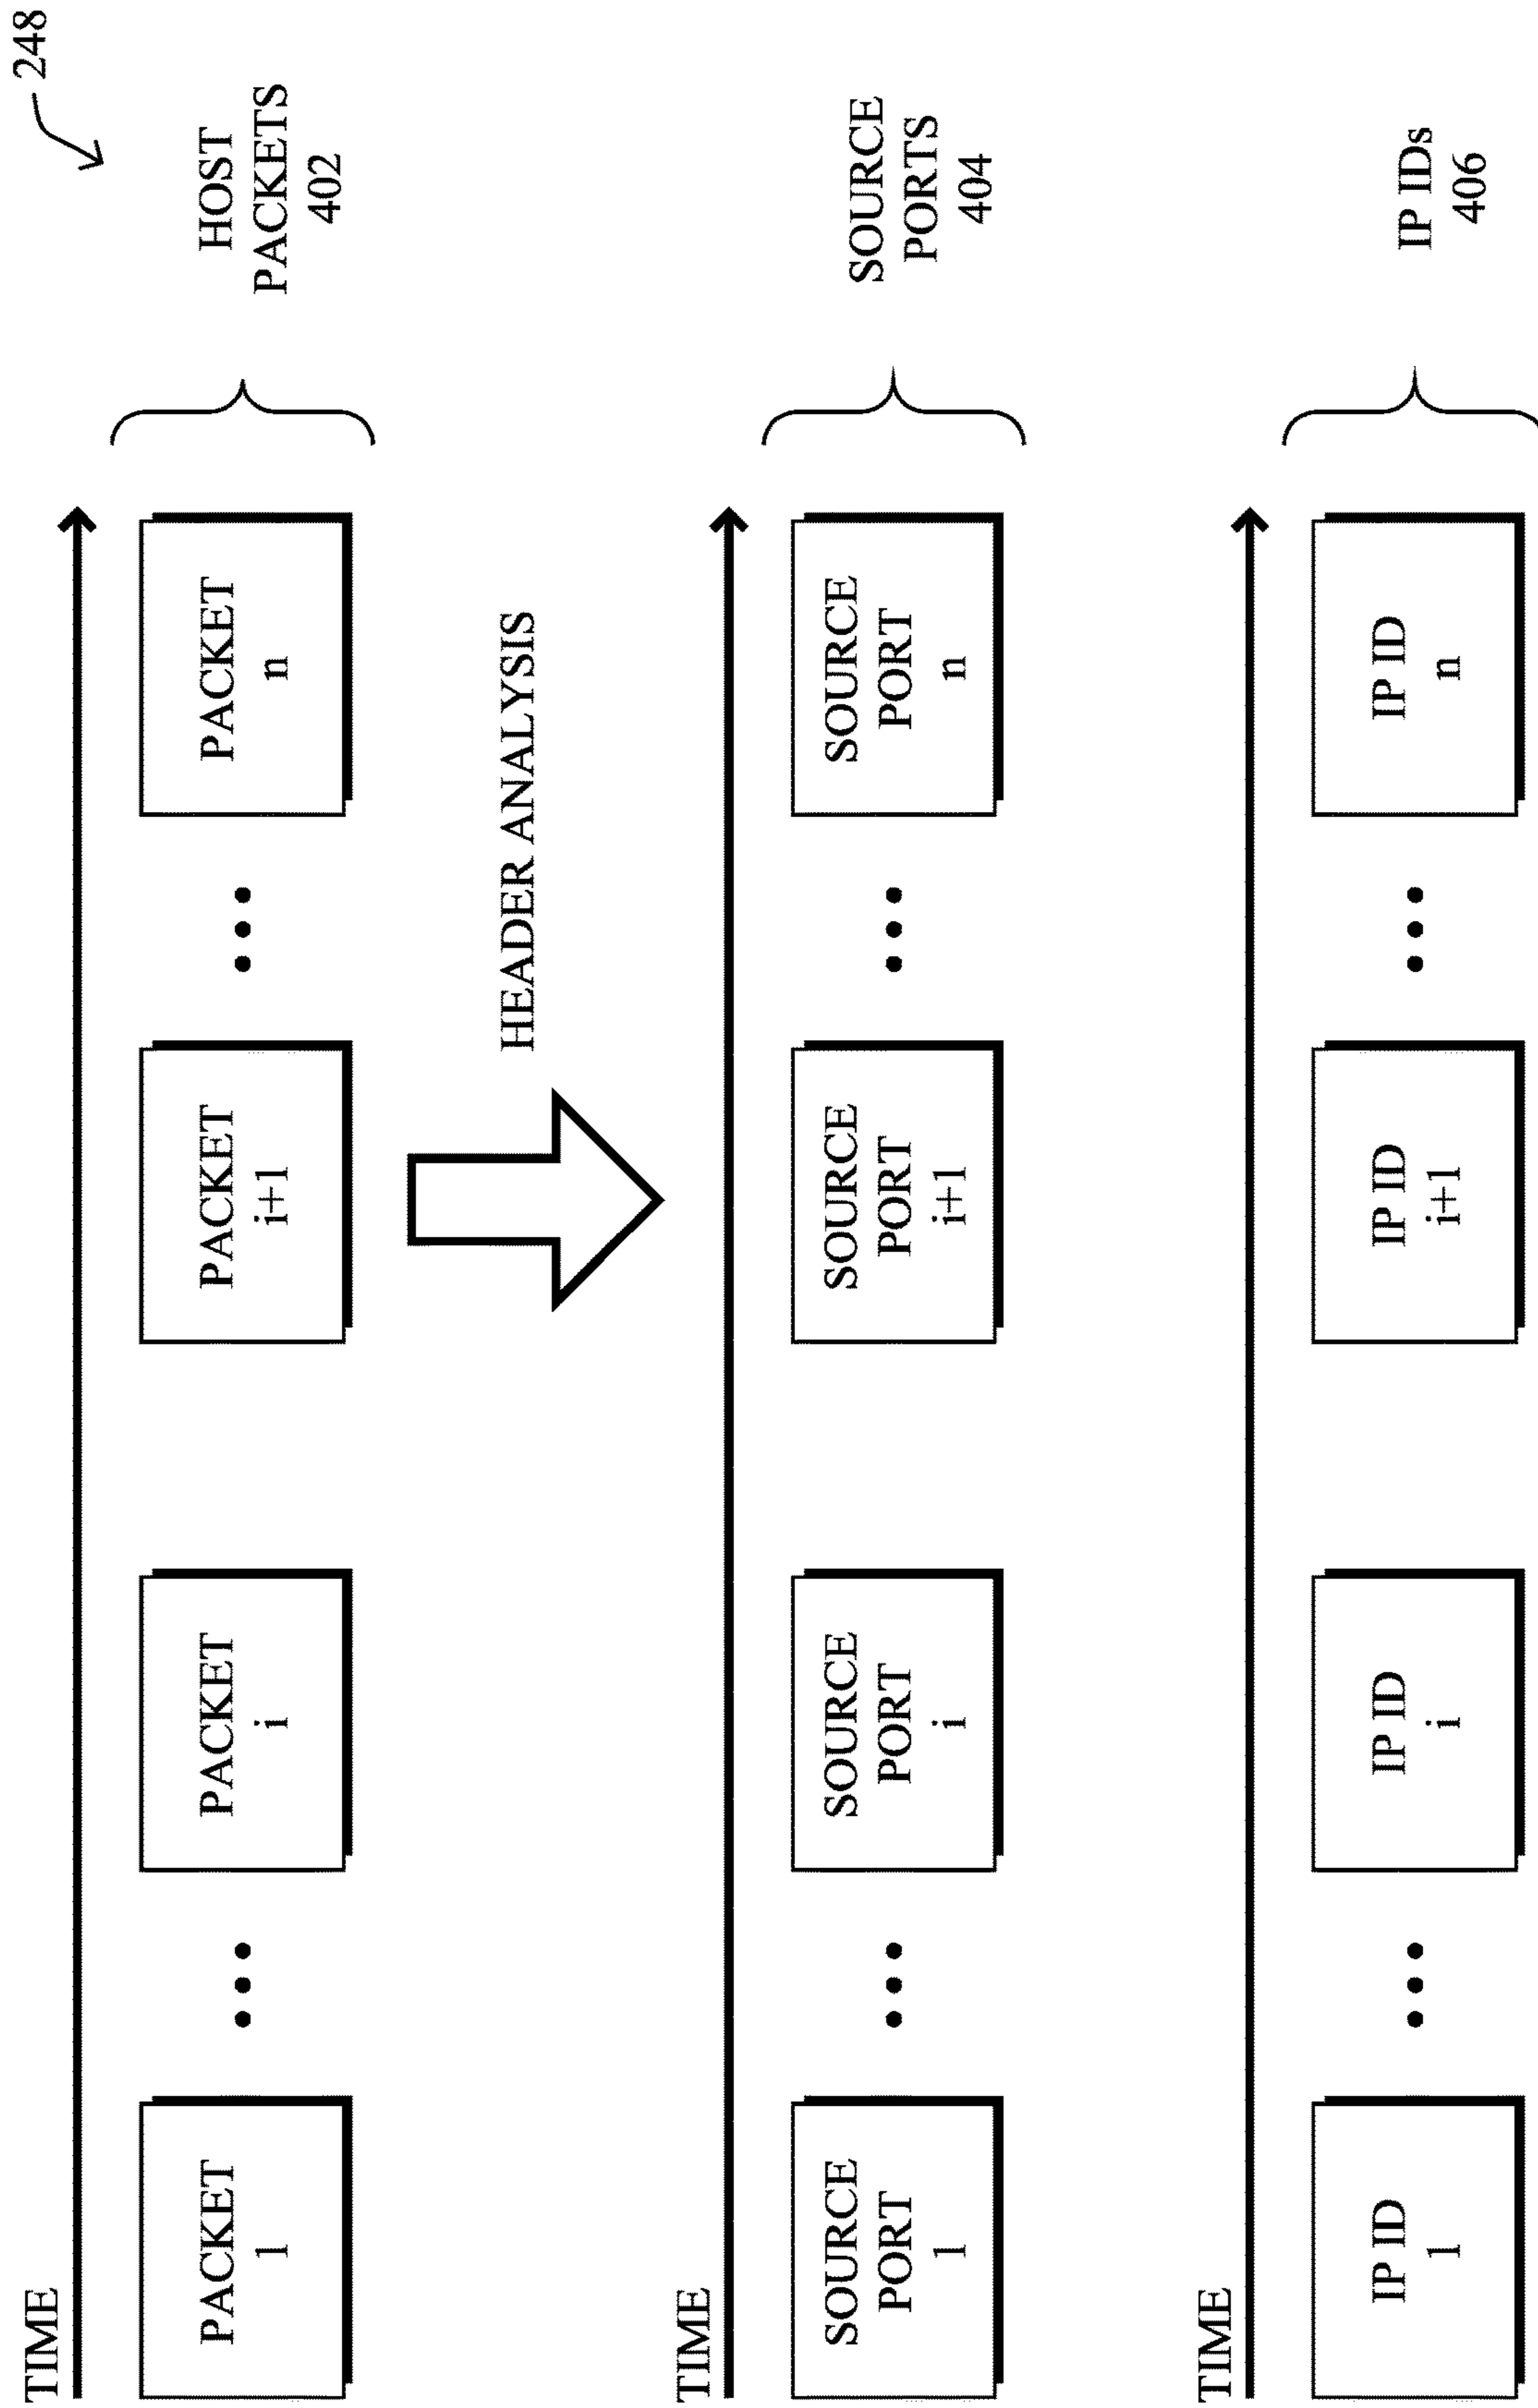 248
TIME
PACKET
1
PACKET
i
PACKET
i+1
PACKET
n
HOST
PACKETS
402
HEADER ANALYSIS
TIME
SOURCE
PORT
1
SOURCE
PORT
i
SOURCE
PORT
i+1
SOURCE
PORT
n
SOURCE
PORTS
404
TIME
IP ID
1
IP ID
i
IP ID
i+1
IP ID
n
IP IDs
406